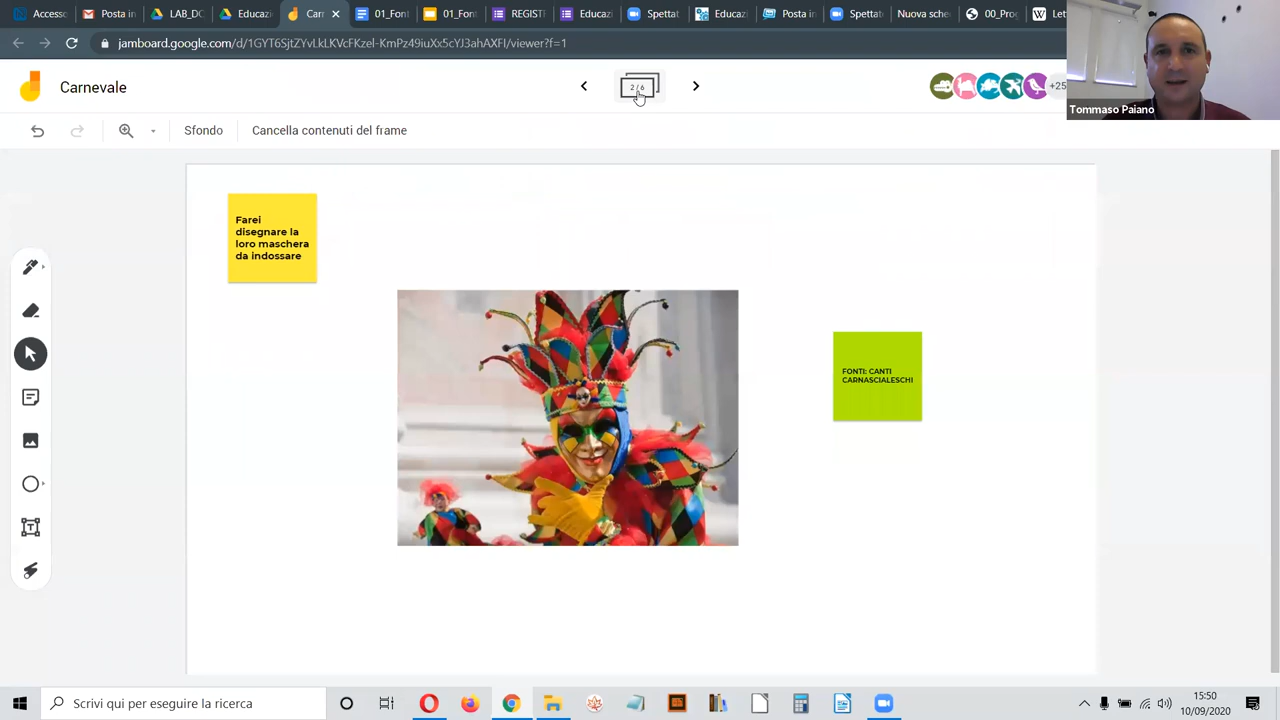 Accesso
Posta in
LAB_DC
Educazi
Car
01_Font
01_Font
REGIST
Educazi
Spettat
Educazi
Posta in
Spettat
Nuova sche
00_Prog
Let
jamboard.google.com/d/1GYT6SjtZYvLkLKVcFKzel-KmPz49iuXx5cYJ3ahAXFI/viewer?f=1
Carnevale
2/6
+25
Tommaso Paiano
Sfondo
Cancella contenuti del frame
Farei
disegnare la
loro maschera
da indossare
FONTI: CANTI
CARNASCIALESCHI
Scrivi qui per eseguire la ricerca
15:50
10/09/2020